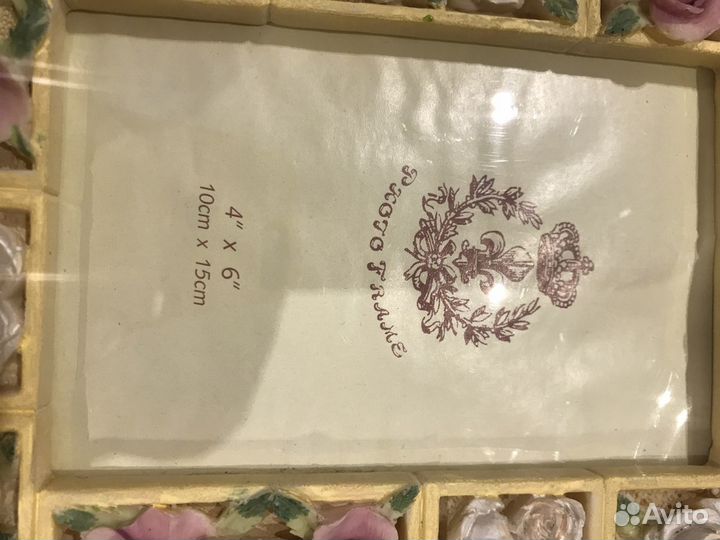 PHOTO FRAME
4" x 6"
10cm x 15cm
Avito